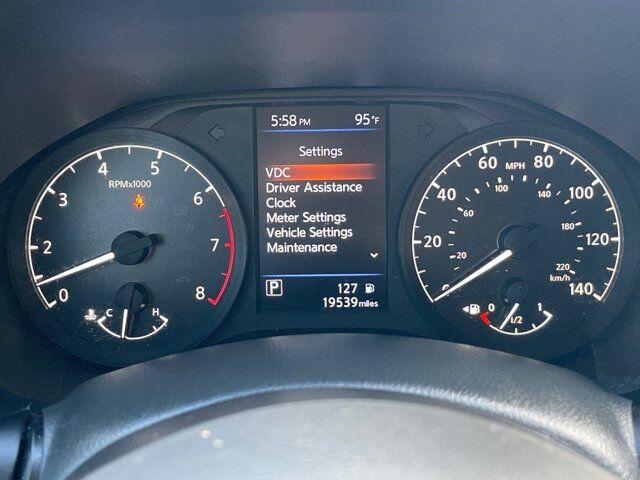 5:58 PM 95°F
Settings
VDC
Driver Assistance
Clock
Meter Settings
Vehicle Settings
Maintenance
P 127
19539 miles
RPMx1000
0 2 3 4 5 6 7 8
C H
MPH
20 40 60 80 100 120 140
20 60 100 140 180 220
km/h
0 1/2 1